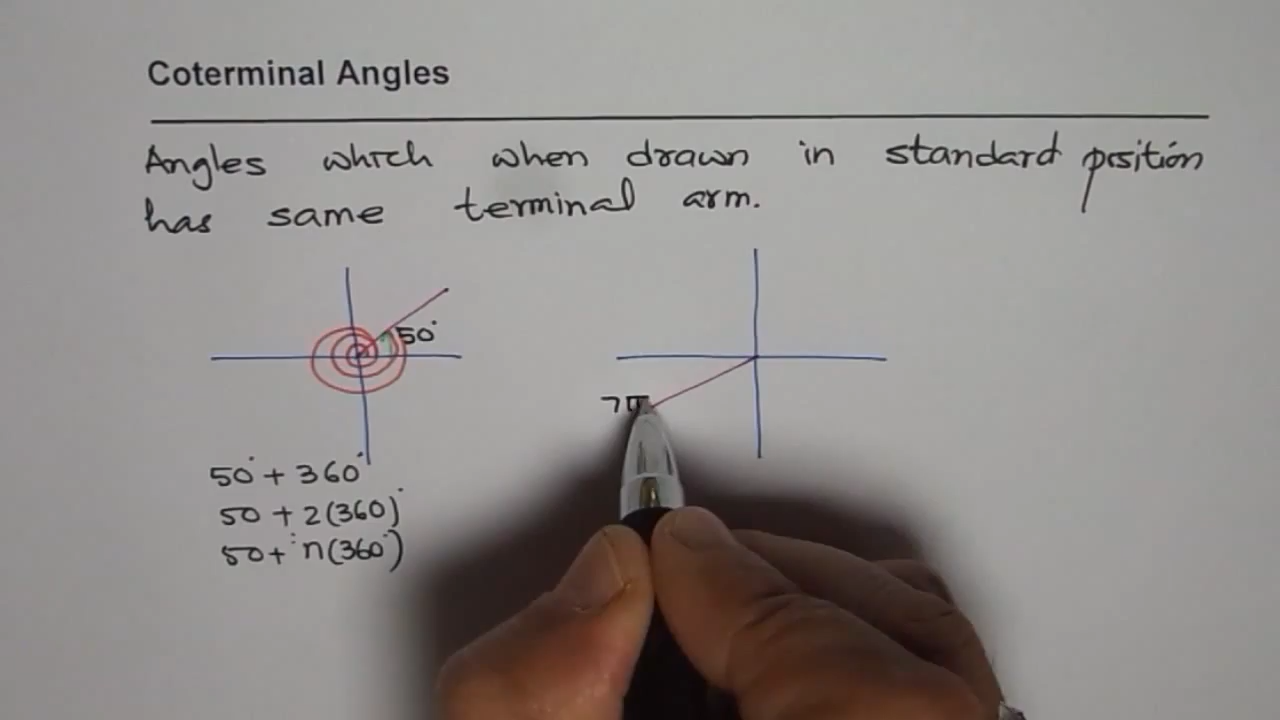 Coterminal Angles
Angles which when drawn in standard position
has same terminal arm.
50°
7π
50° + 360°
50 + 2(360)°
50 + n(360°)